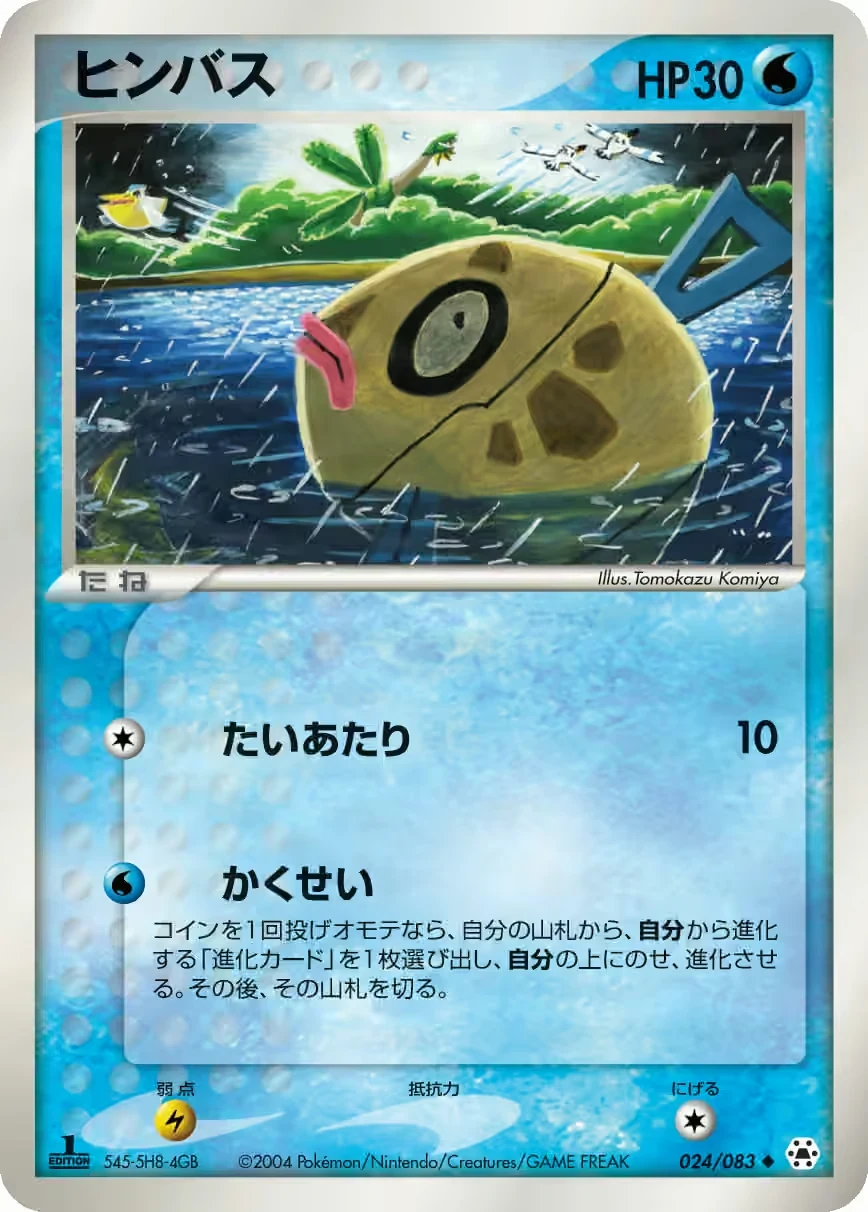 ヒンバス
HP30
たね
Illus.Tomokazu Komiya
たいあたり 10
かくせい
コインを1回投げオモテなら、自分の山札から、自分から進化
する「進化カード」を1枚選び出し、自分の上にのせ、進化させ
る。その後、その山札を切る。
弱点 抵抗力 にげる
1
EDITION
545-5H8-4GB ©2004 Pokémon/Nintendo/Creatures/GAME FREAK 024/083